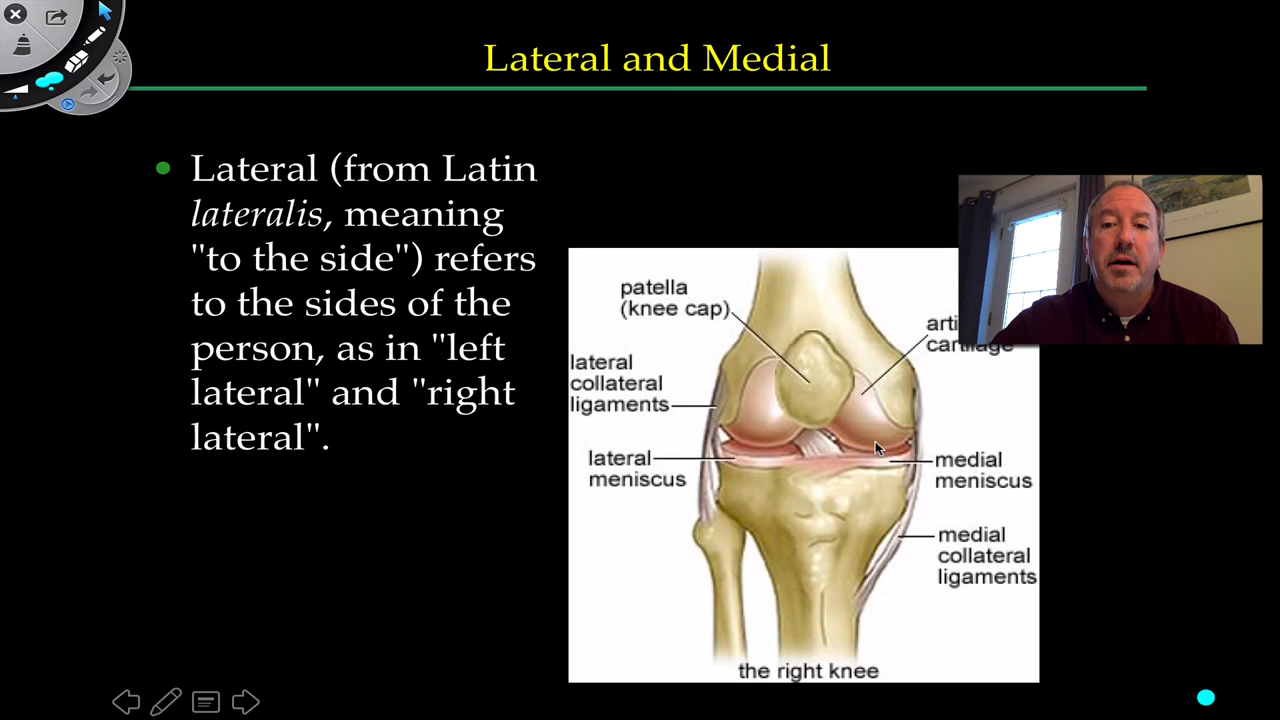 Lateral and Medial
• Lateral (from Latin
lateralis, meaning
"to the side") refers
to the sides of the
person, as in "left
lateral" and "right
lateral".
patella
(knee cap)
lateral
collateral
ligaments
lateral
meniscus
arti
cartilage
medial
meniscus
medial
collateral
ligaments
the right knee